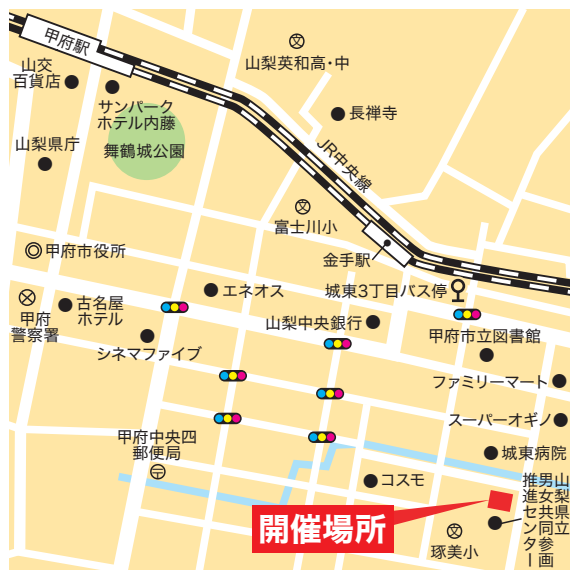 甲府駅
山梨英和高・中
山交
百貨店
サンパーク
ホテル内藤
長禅寺
舞鶴城公園
山梨県庁
JR中央線
富士川小
甲府市役所
金手駅
エネオス
城東3丁目バス停
古名屋
ホテル
甲府
警察署
山梨中央銀行
シネマファイブ
甲府市立図書館
ファミリーマート
スーパーオギノ
甲府中央四
郵便局
城東病院
コスモ
開催場所
山梨県立
男女共同参画
推進センター
琢美小